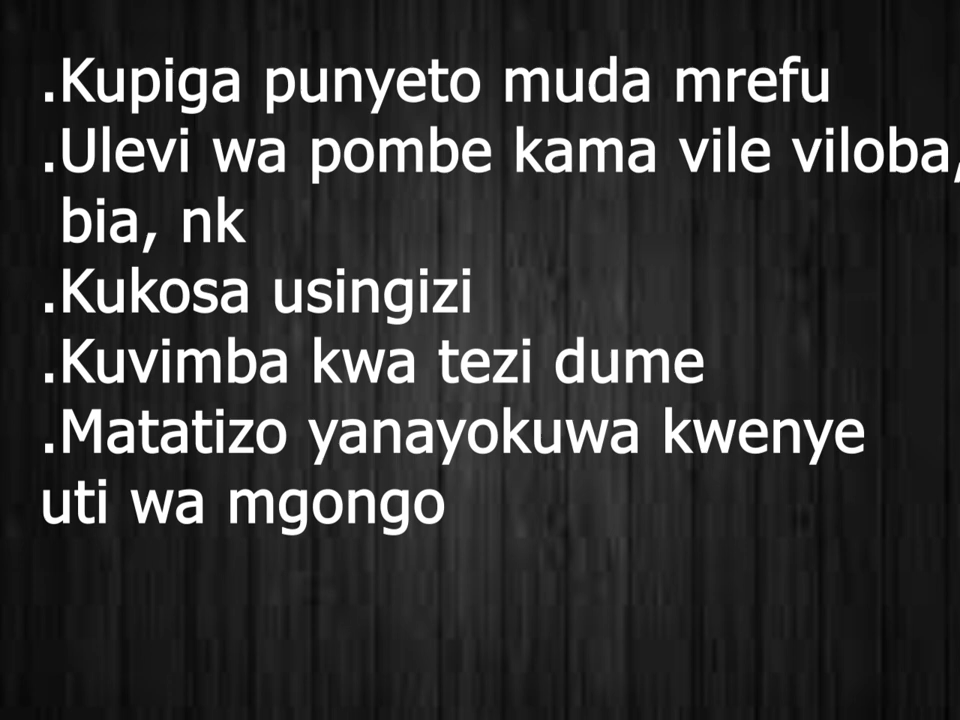 .Kupiga punyeto muda mrefu
.Ulevi wa pombe kama vile viloba,
bia, nk
.Kukosa usingizi
.Kuvimba kwa tezi dume
.Matatizo yanayokuwa kwenye
uti wa mgongo